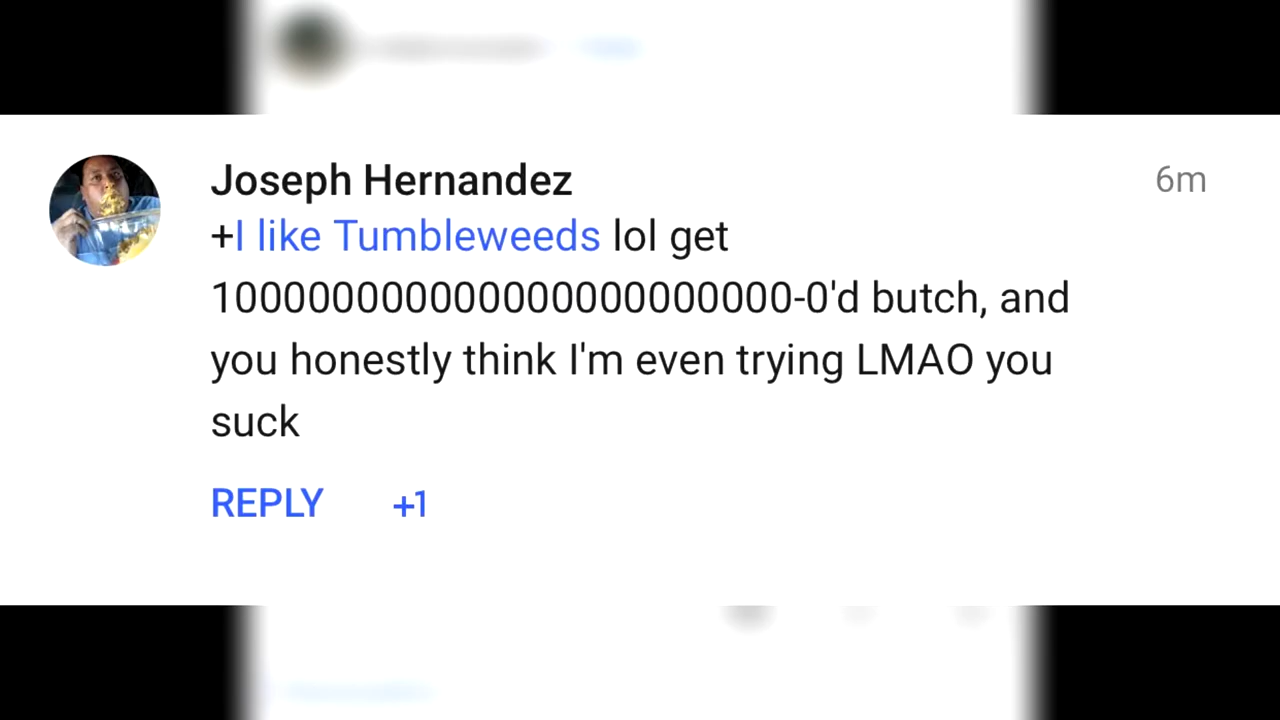 Joseph Hernandez
6m
+I like Tumbleweeds lol get
10000000000000000000000000-0'd butch, and
you honestly think I'm even trying LMAO you
suck
REPLY +1